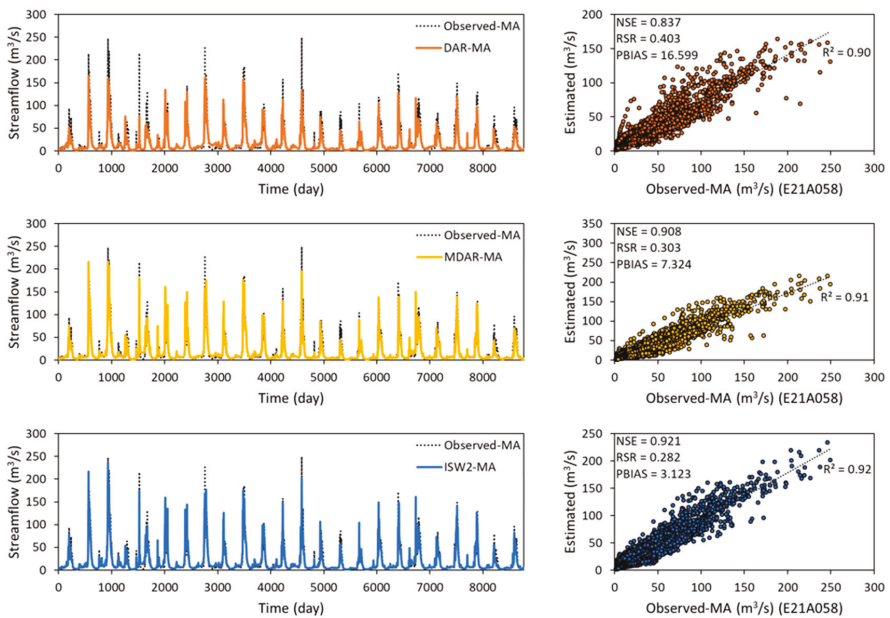 Streamflow (m³/s)
300
250
200
150
100
50
0
0 1000 2000 3000 4000 5000 6000 7000 8000
Time (day)
Observed-MA
DAR-MA
Estimated (m³/s)
200
150
100
50
0
0 50 100 150 200 250 300
Observed-MA (m³/s) (E21A058)
NSE = 0.837
RSR = 0.403
PBIAS = 16.599
R² = 0.90
Streamflow (m³/s)
300
250
200
150
100
50
0
0 1000 2000 3000 4000 5000 6000 7000 8000
Time (day)
Observed-MA
MDAR-MA
Estimated (m³/s)
350
300
250
200
150
100
50
0
0 50 100 150 200 250 300
Observed-MA (m³/s) (E21A058)
NSE = 0.908
RSR = 0.303
PBIAS = 7.324
R² = 0.91
Streamflow (m³/s)
300
250
200
150
100
50
0
0 1000 2000 3000 4000 5000 6000 7000 8000
Time (day)
Observed-MA
ISW2-MA
Estimated (m³/s)
250
200
150
100
50
0
0 50 100 150 200 250 300
Observed-MA (m³/s) (E21A058)
NSE = 0.921
RSR = 0.282
PBIAS = 3.123
R² = 0.92